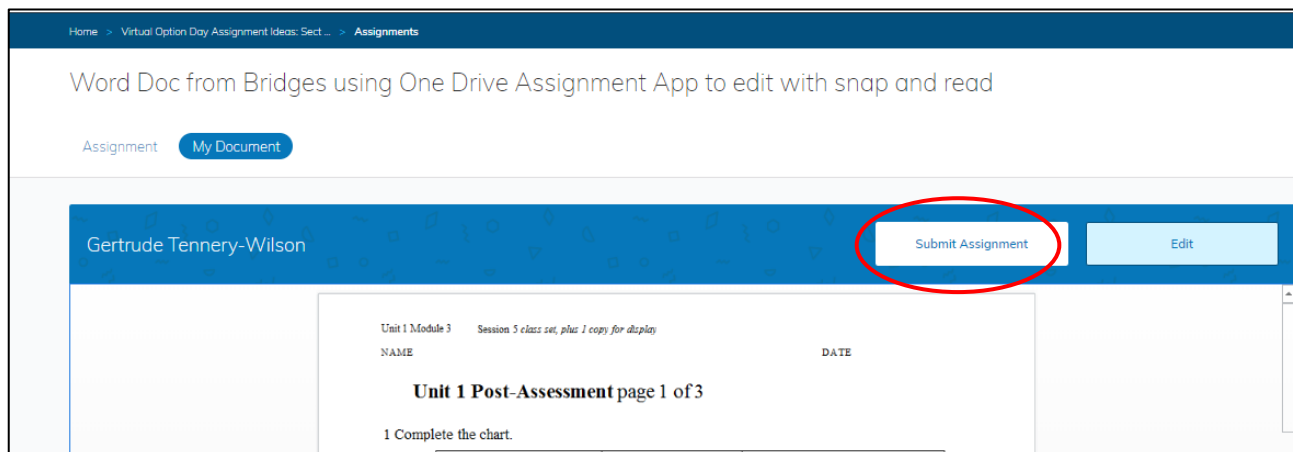 Home > Virtual Option Day Assignment Ideas: Sect ... > Assignments
Word Doc from Bridges using One Drive Assignment App to edit with snap and read
Assignment My Document
Gertrude Tennery-Wilson Submit Assignment Edit
Unit 1 Module 3 Session 5 class set, plus 1 copy for display
NAME DATE
Unit 1 Post-Assessment page 1 of 3
1 Complete the chart.